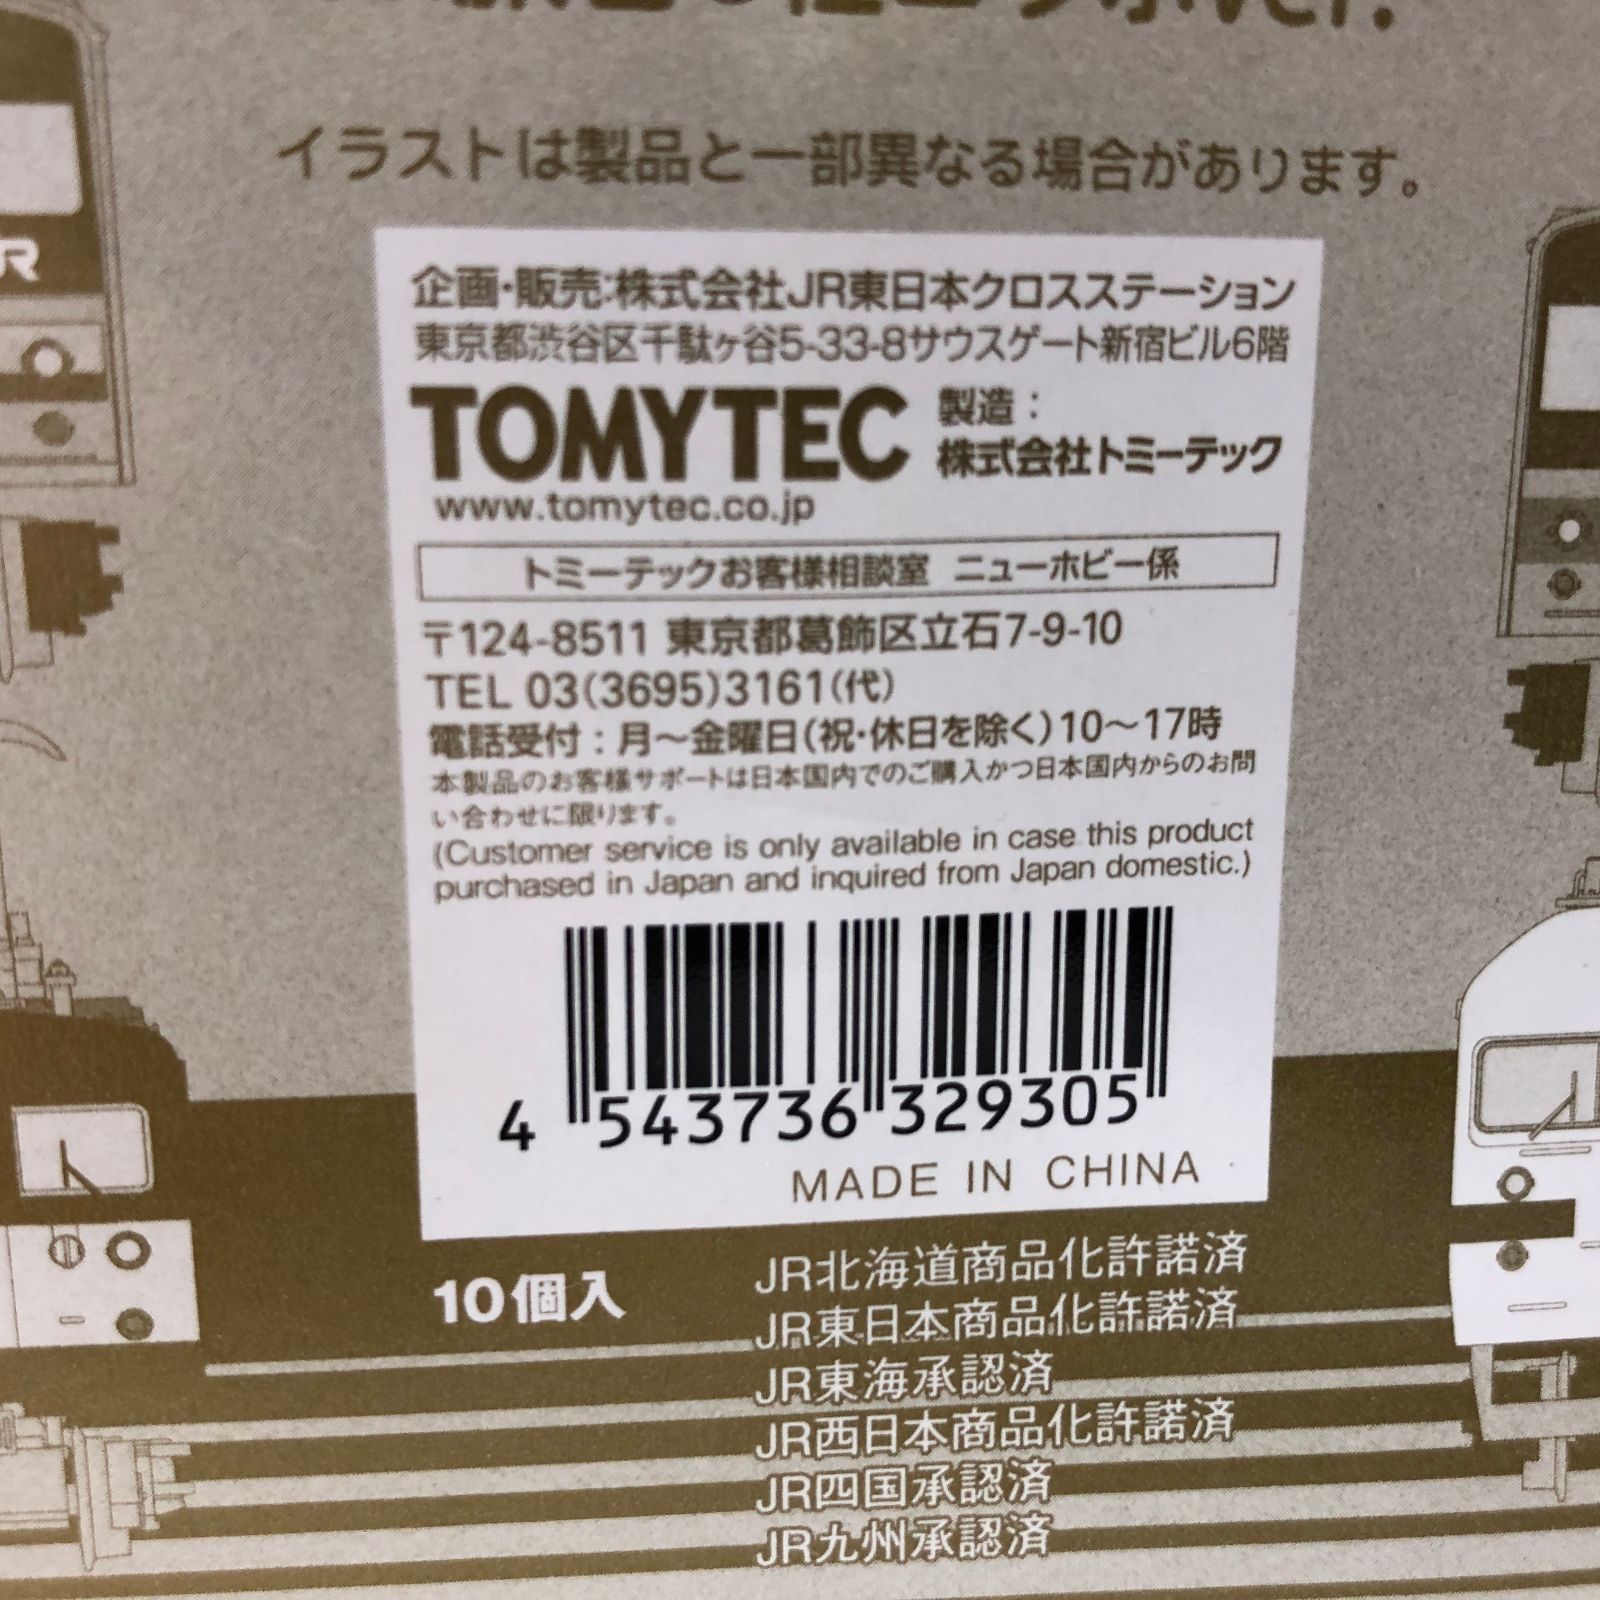 ver.
イラストは製品と一部異なる場合があります。
JR
企画・販売:株式会社JR東日本クロスステーション
東京都渋谷区千駄ヶ谷5-33-8サウスゲート新宿ビル6階
TOMYTEC 製造:
株式会社トミーテック
www.tomytec.co.jp
トミーテックお客様相談室 ニューホビー係
〒124-8511 東京都葛飾区立石7-9-10
TEL 03(3695)3161(代)
電話受付:月〜金曜日(祝・休日を除く)10〜17時
本製品のお客様サポートは日本国内でのご購入かつ日本国内からのお問
い合わせに限ります。
(Customer service is only available in case this product
purchased in Japan and inquired from Japan domestic.)
4 543736 329305
MADE IN CHINA
10個入
JR北海道商品化許諾済
JR東日本商品化許諾済
JR東海承認済
JR西日本商品化許諾済
JR四国承認済
JR九州承認済